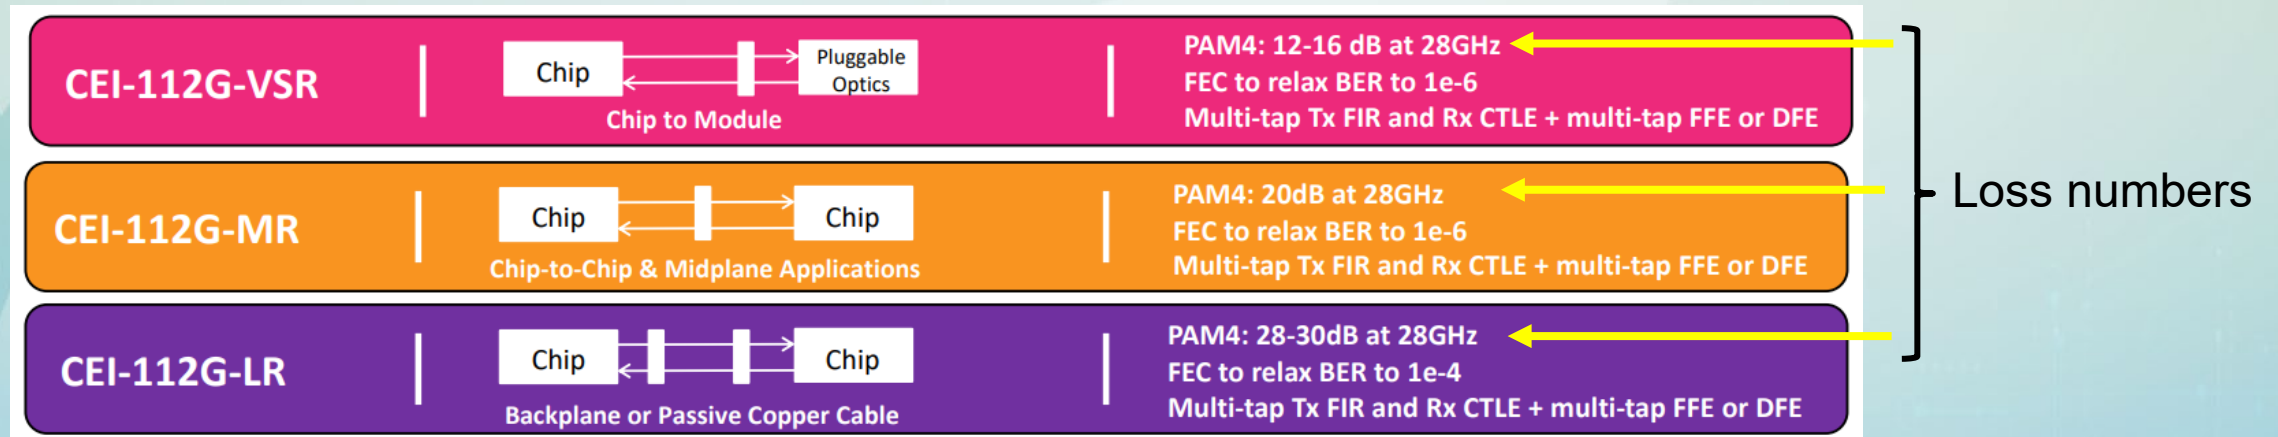 CEI-112G-VSR
Chip
Pluggable
Optics
Chip to Module
PAM4: 12-16 dB at 28GHz
FEC to relax BER to 1e-6
Multi-tap Tx FIR and Rx CTLE + multi-tap FFE or DFE
CEI-112G-MR
Chip
Chip
Chip-to-Chip & Midplane Applications
PAM4: 20dB at 28GHz
FEC to relax BER to 1e-6
Multi-tap Tx FIR and Rx CTLE + multi-tap FFE or DFE
CEI-112G-LR
Chip
Chip
Backplane or Passive Copper Cable
PAM4: 28-30dB at 28GHz
FEC to relax BER to 1e-4
Multi-tap Tx FIR and Rx CTLE + multi-tap FFE or DFE
Loss numbers